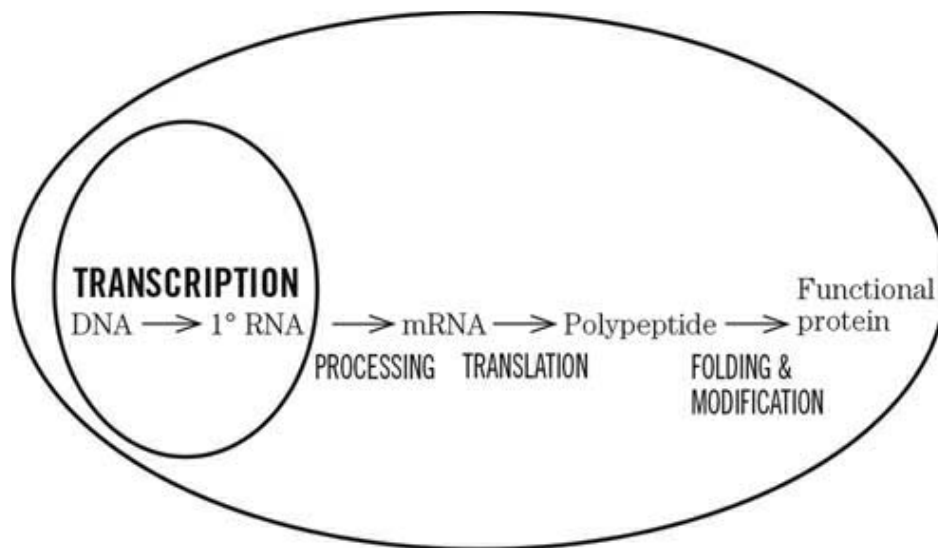 TRANSCRIPTION
DNA → 1° RNA → mRNA → Polypeptide → Functional protein
PROCESSING
TRANSLATION
FOLDING &
MODIFICATION